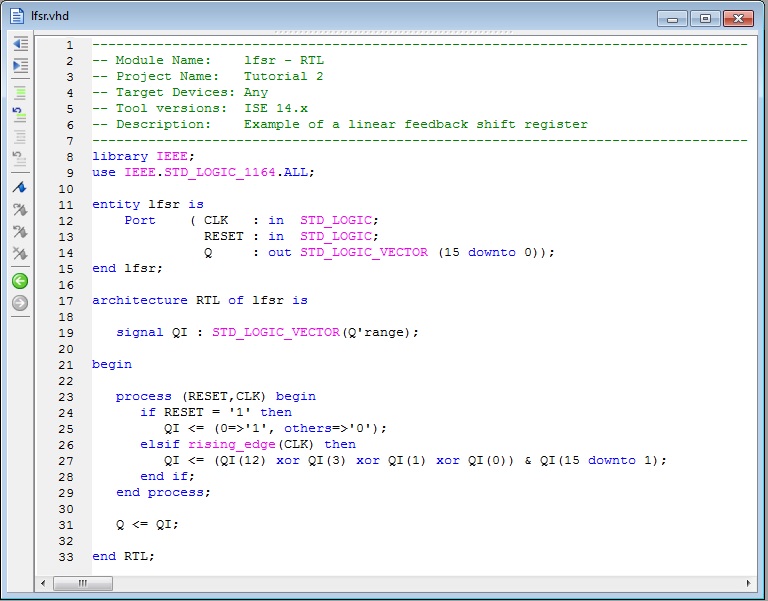 lfsr.vhd
1 --------------------------------------------------------------------------------
2 -- Module Name:    lfsr - RTL
3 -- Project Name:   Tutorial 2
4 -- Target Devices: Any
5 -- Tool versions:  ISE 14.x
6 -- Description:    Example of a linear feedback shift register
7 --------------------------------------------------------------------------------
8 library IEEE;
9 use IEEE.STD_LOGIC_1164.ALL;
10
11 entity lfsr is
12     Port    ( CLK   : in  STD_LOGIC;
13               RESET : in  STD_LOGIC;
14               Q     : out STD_LOGIC_VECTOR (15 downto 0));
15 end lfsr;
16
17 architecture RTL of lfsr is
18
19    signal QI : STD_LOGIC_VECTOR(Q'range);
20
21 begin
22
23    process (RESET,CLK) begin
24       if RESET = '1' then
25          QI <= (0=>'1', others=>'0');
26       elsif rising_edge(CLK) then
27          QI <= (QI(12) xor QI(3) xor QI(1) xor QI(0)) & QI(15 downto 1);
28       end if;
29    end process;
30
31    Q <= QI;
32
33 end RTL;